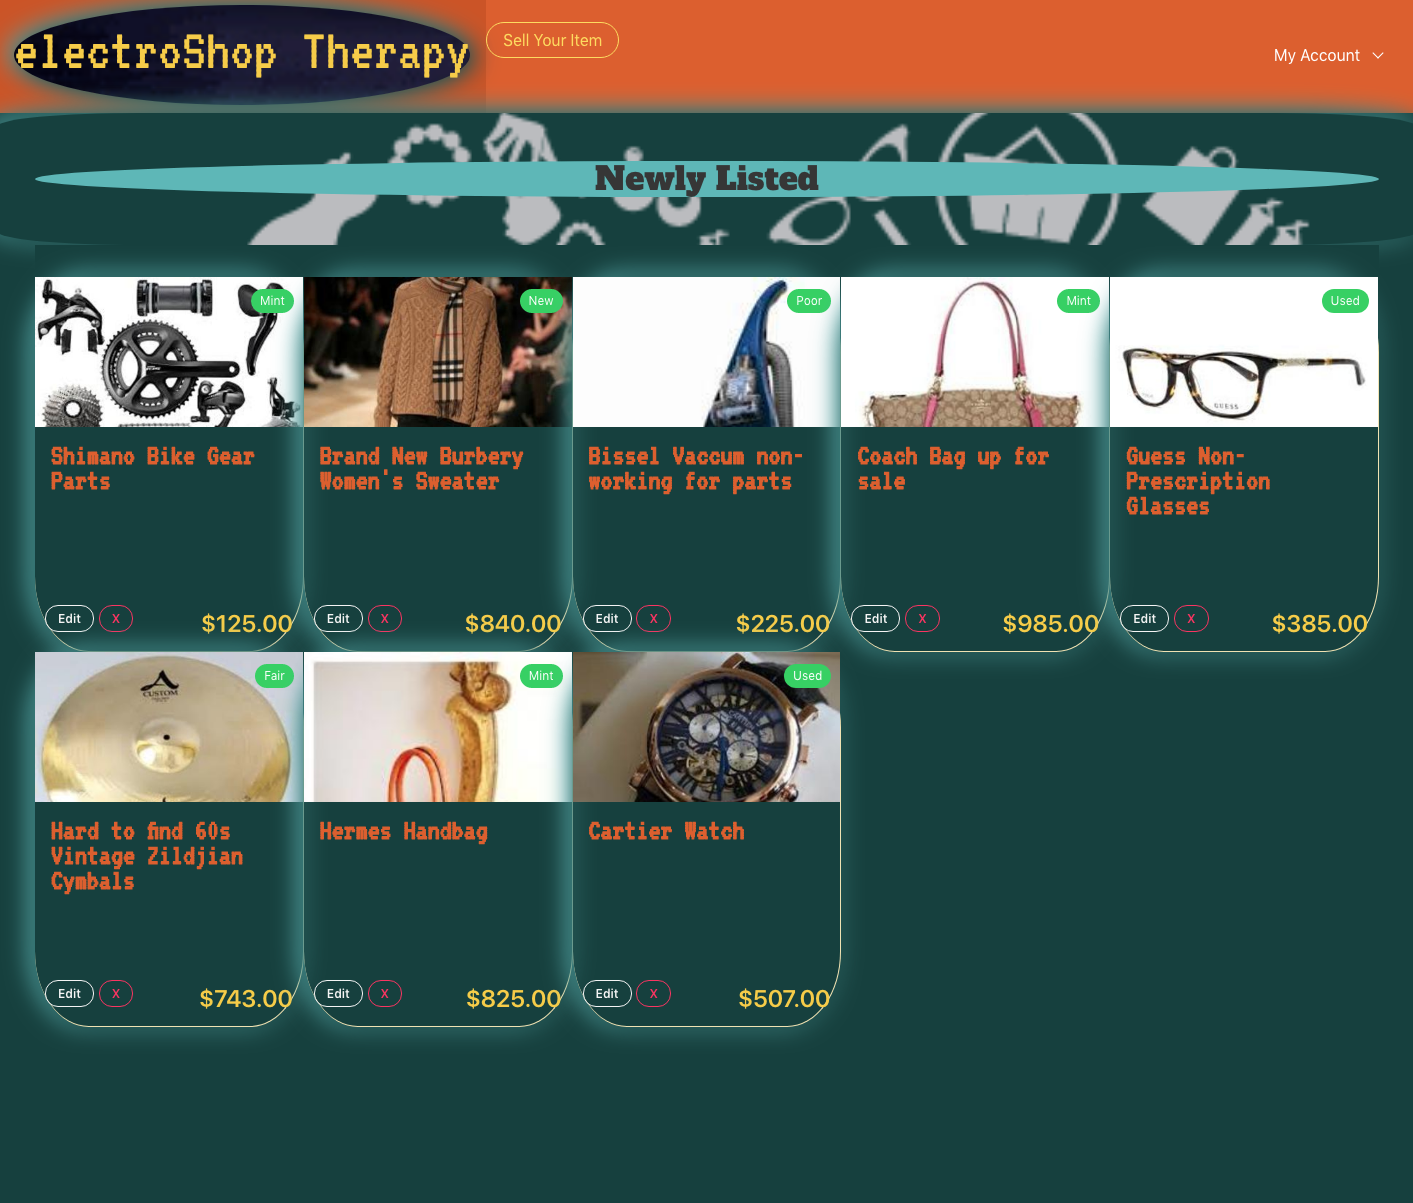 electroShop Therapy
Sell Your Item
My Account
Newly Listed
Mint
New
Poor
Mint
Used
GUESS
Shimano Bike Gear
Parts
Brand New Burbery
Women's Sweater
Bissel Vaccum non-
working for parts
Coach Bag up for
sale
Guess Non-
Prescription
Glasses
Edit X $125.00
Edit X $840.00
Edit X $225.00
Edit X $985.00
Edit X $385.00
Fair
Mint
Used
A
CUSTOM
Hard to find 60s
Vintage Zildjian
Cymbals
Hermes Handbag
Cartier Watch
Edit X $743.00
Edit X $825.00
Edit X $507.00